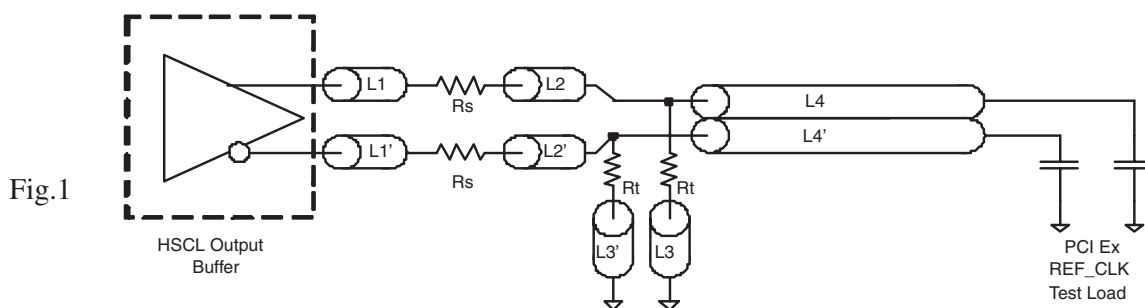 L1
Rs
L2
L4
L1'
Rs
L2'
L4'
Rt
Rt
L3'
L3
Fig.1
HSCL Output
Buffer
PCI Ex
REF_CLK
Test Load